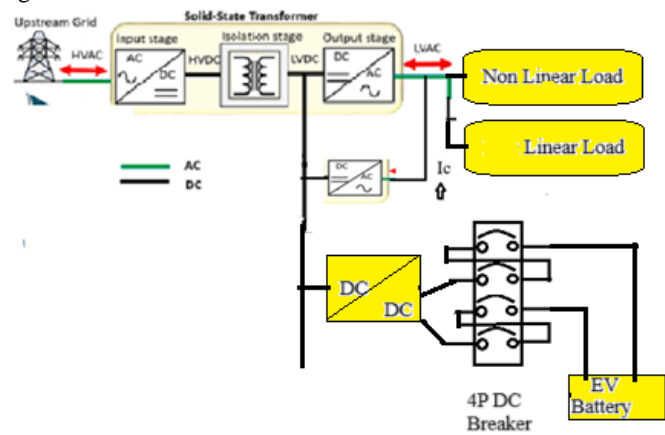 Solid-State Transformer
Upstream Grid
Input stage
Isolation stage
Output stage
HVAC
HVDC
LVDC
LVAC
AC
DC
DC
AC
Non Linear Load
Linear Load
AC
DC
DC
AC
Ic
DC
DC
4P DC
Breaker
EV
Battery